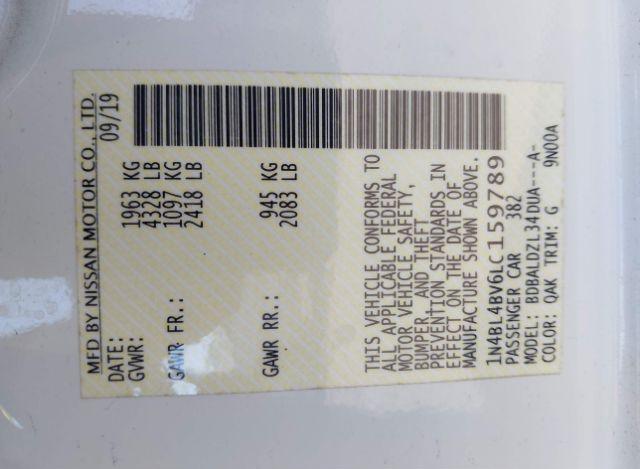 MFD BY NISSAN MOTOR CO., LTD.
DATE: 09/19
GVWR: 1963 KG
4328 LB
GAWR FR.: 1097 KG
2418 LB
GAWR RR.: 945 KG
2083 LB
THIS VEHICLE CONFORMS TO
ALL APPLICABLE FEDERAL
MOTOR VEHICLE SAFETY,
BUMPER, AND THEFT
PREVENTION STANDARDS IN
EFFECT ON THE DATE OF
MANUFACTURE SHOWN ABOVE.
1N4BL4BV6LC159789
PASSENGER CAR 382
MODEL: BDBALDZL34DUA---A-
COLOR: QAK TRIM: G 9N00A